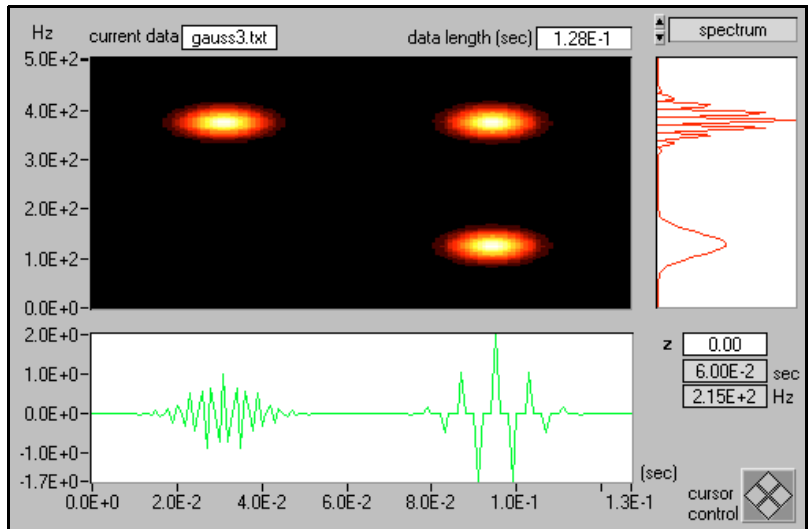 Hz current data gauss3.txt data length (sec) 1.28E-1 spectrum
5.0E+2
4.0E+2
3.0E+2
2.0E+2
1.0E+2
0.0E+0
2.0E+0
1.0E+0
0.0E+0
-1.0E+0
-1.7E+0
0.0E+0 2.0E-2 4.0E-2 6.0E-2 8.0E-2 1.0E-1 1.3E-1
(sec)
z 0.00
6.00E-2 sec
2.15E+2 Hz
cursor
control